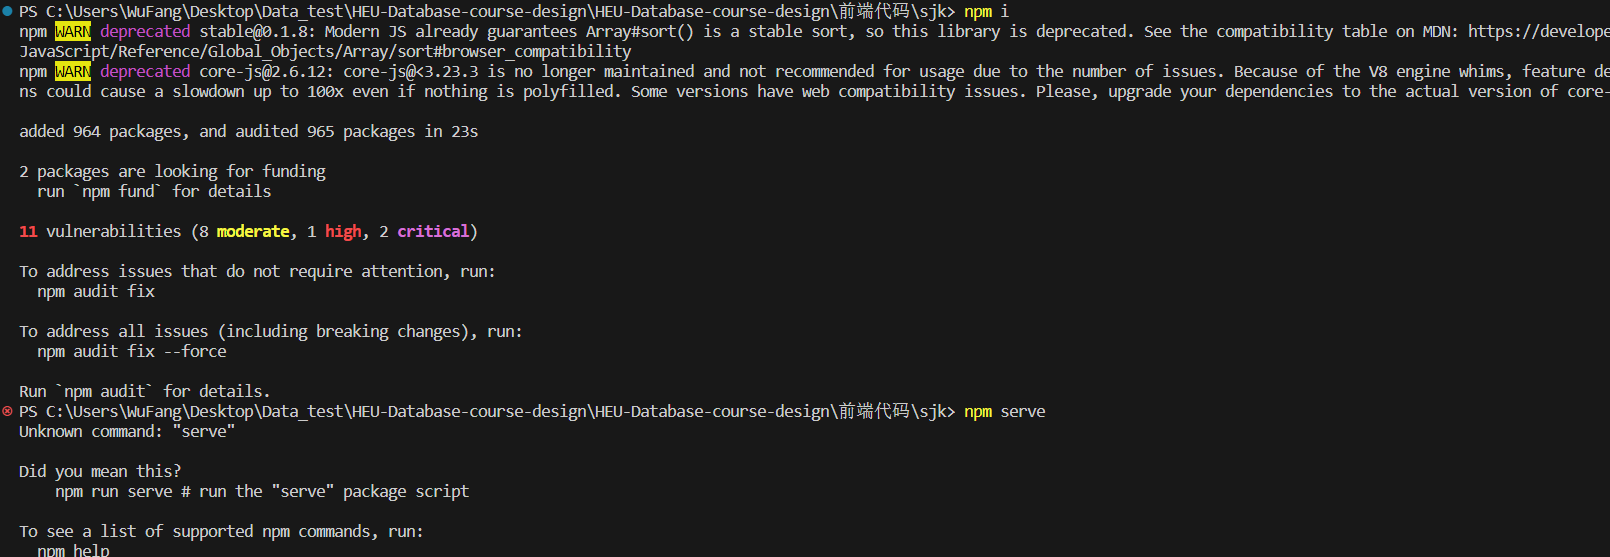 PS C:\Users\WuFang\Desktop\Data_test\HEU-Database-course-design\HEU-Database-course-design\前端代码\sjk> npm i
npm WARN deprecated stable@0.1.8: Modern JS already guarantees Array#sort() is a stable sort, so this library is deprecated. See the compatibility table on MDN: https://develope
JavaScript/Reference/Global_Objects/Array/sort#browser_compatibility
npm WARN deprecated core-js@2.6.12: core-js@<3.23.3 is no longer maintained and not recommended for usage due to the number of issues. Because of the V8 engine whims, feature de
ns could cause a slowdown up to 100x even if nothing is polyfilled. Some versions have web compatibility issues. Please, upgrade your dependencies to the actual version of core-
added 964 packages, and audited 965 packages in 23s
2 packages are looking for funding
run `npm fund` for details
11 vulnerabilities (8 moderate, 1 high, 2 critical)
To address issues that do not require attention, run:
npm audit fix
To address all issues (including breaking changes), run:
npm audit fix --force
Run `npm audit` for details.
PS C:\Users\WuFang\Desktop\Data_test\HEU-Database-course-design\HEU-Database-course-design\前端代码\sjk> npm serve
Unknown command: "serve"
Did you mean this?
npm run serve # run the "serve" package script
To see a list of supported npm commands, run:
npm help